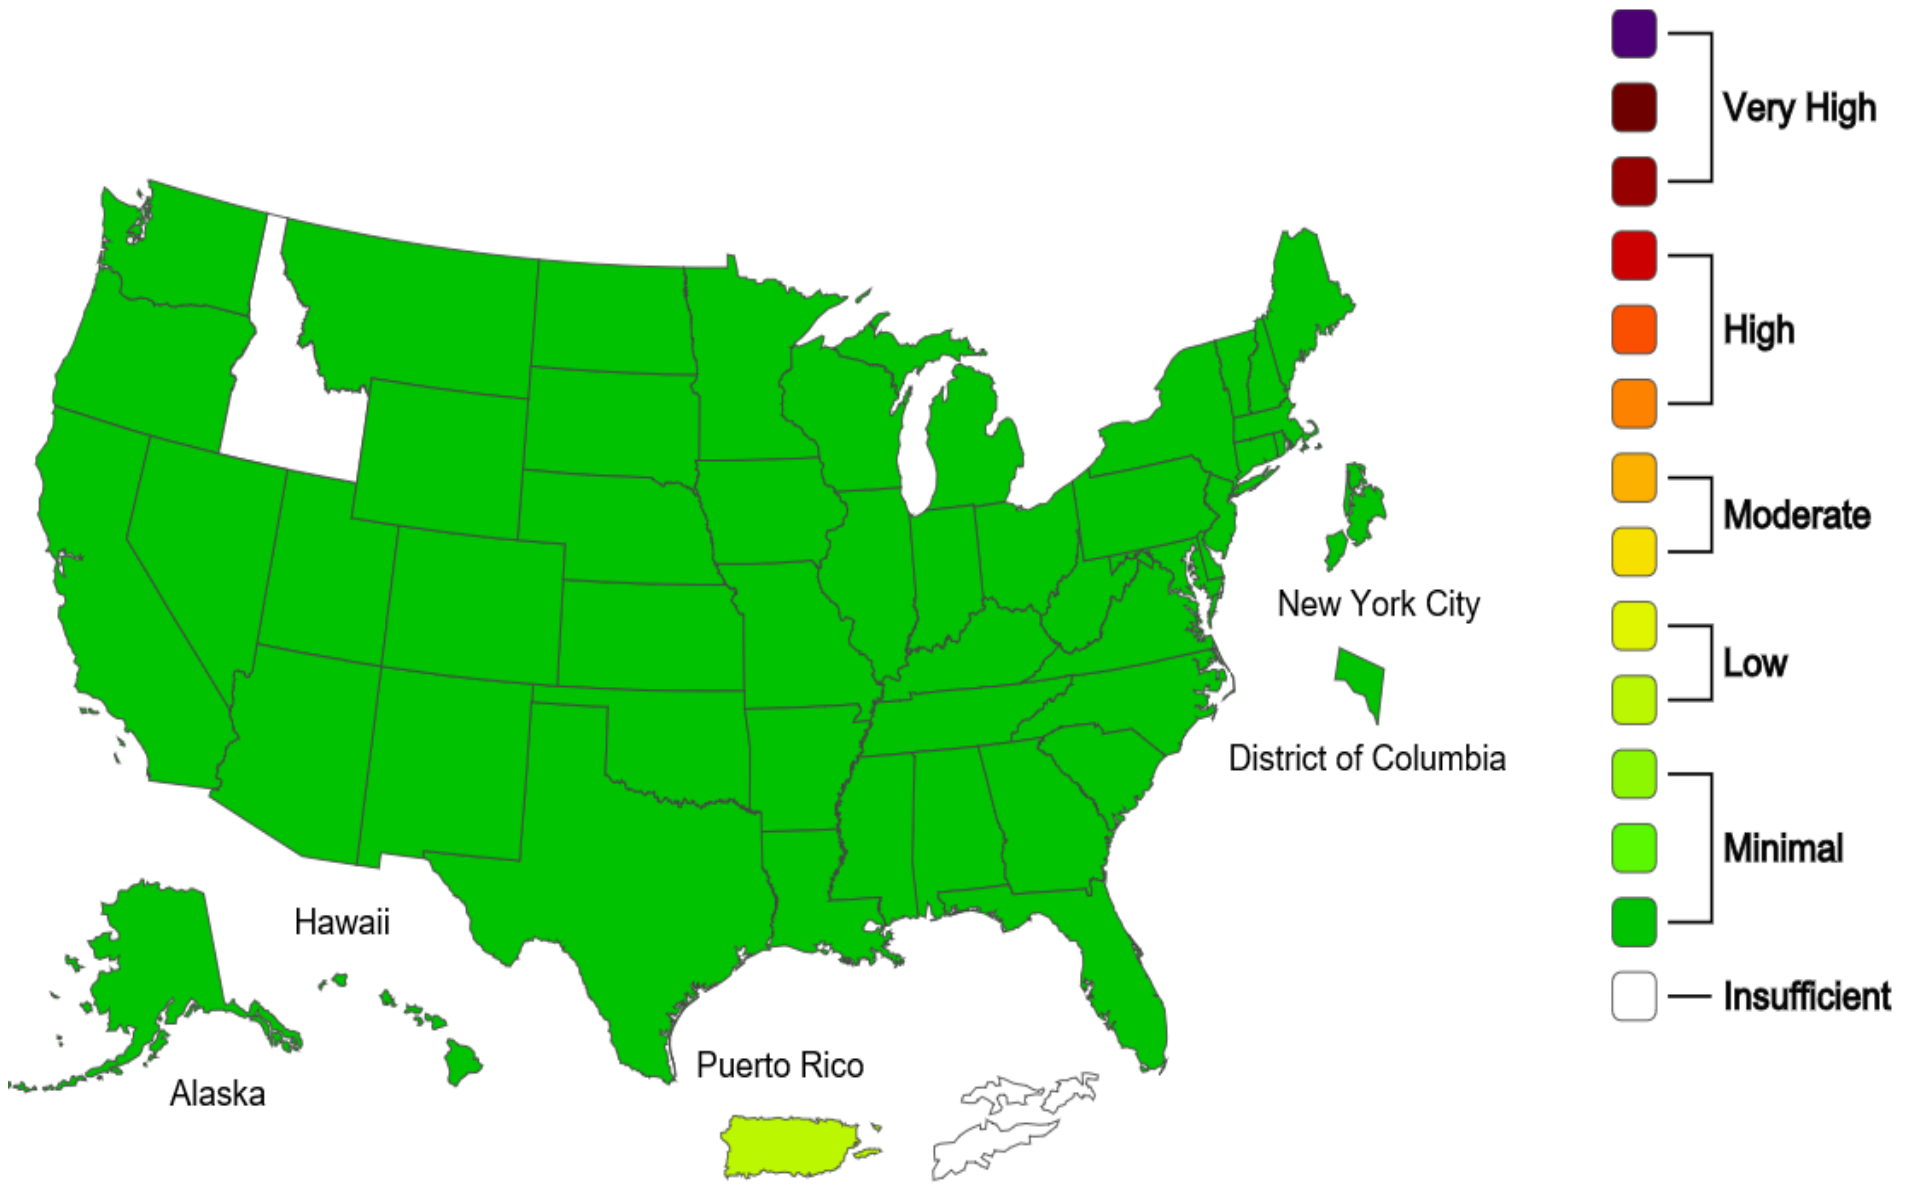 Very High
High
Moderate
New York City
Low
District of Columbia
Minimal
Hawaii
Insufficient
Puerto Rico
Alaska